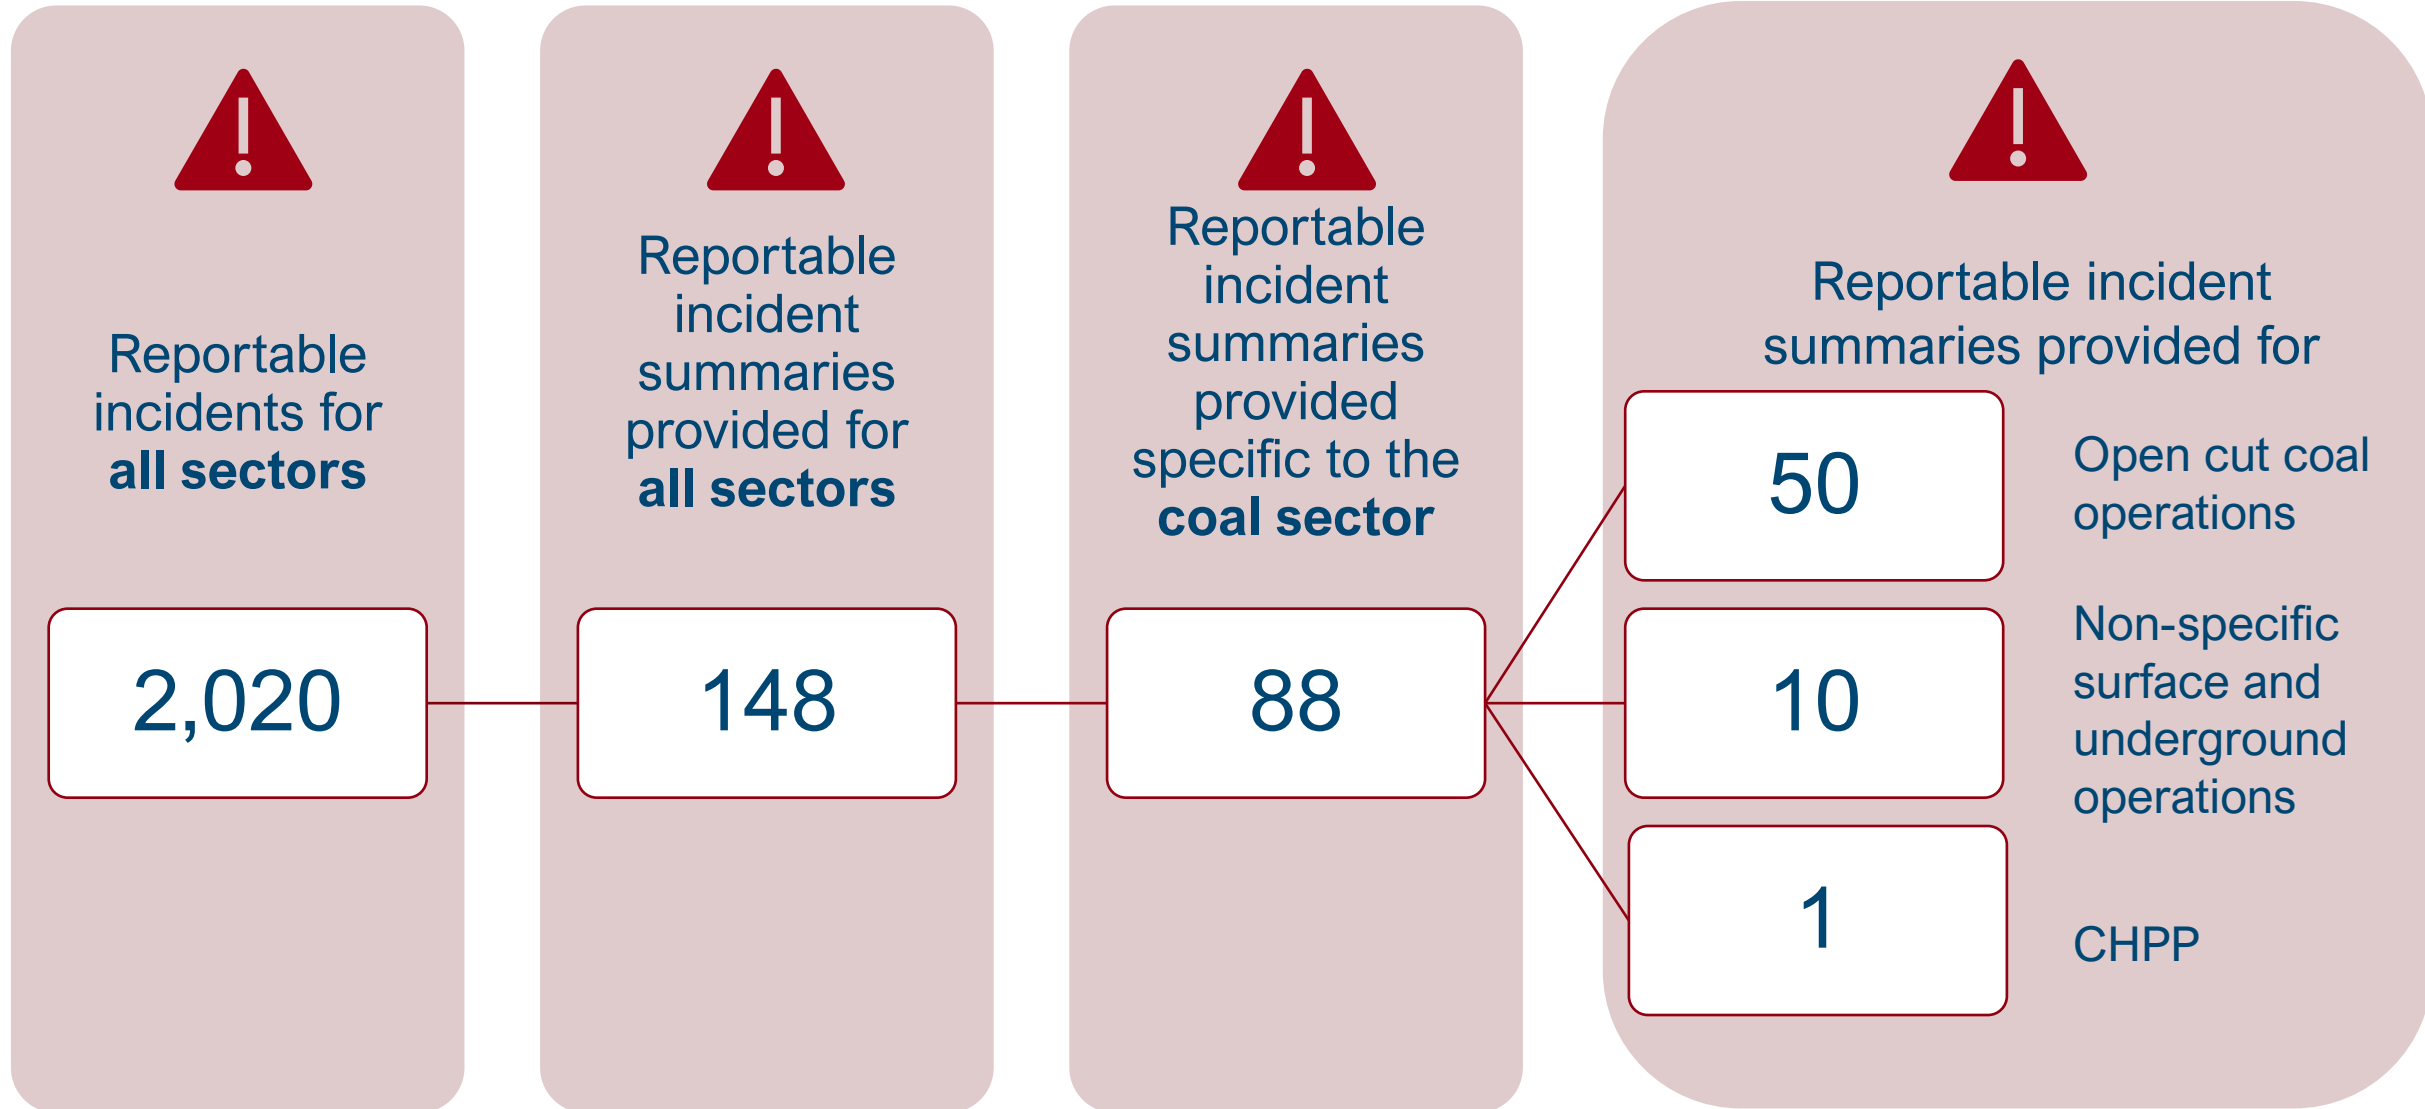 Reportable
incidents for
all sectors
2,020
Reportable
incident
summaries
provided for
all sectors
148
Reportable
incident
summaries
provided
specific to the
coal sector
88
Reportable incident
summaries provided for
50
Open cut coal
operations
10
Non-specific
surface and
underground
operations
1
CHPP